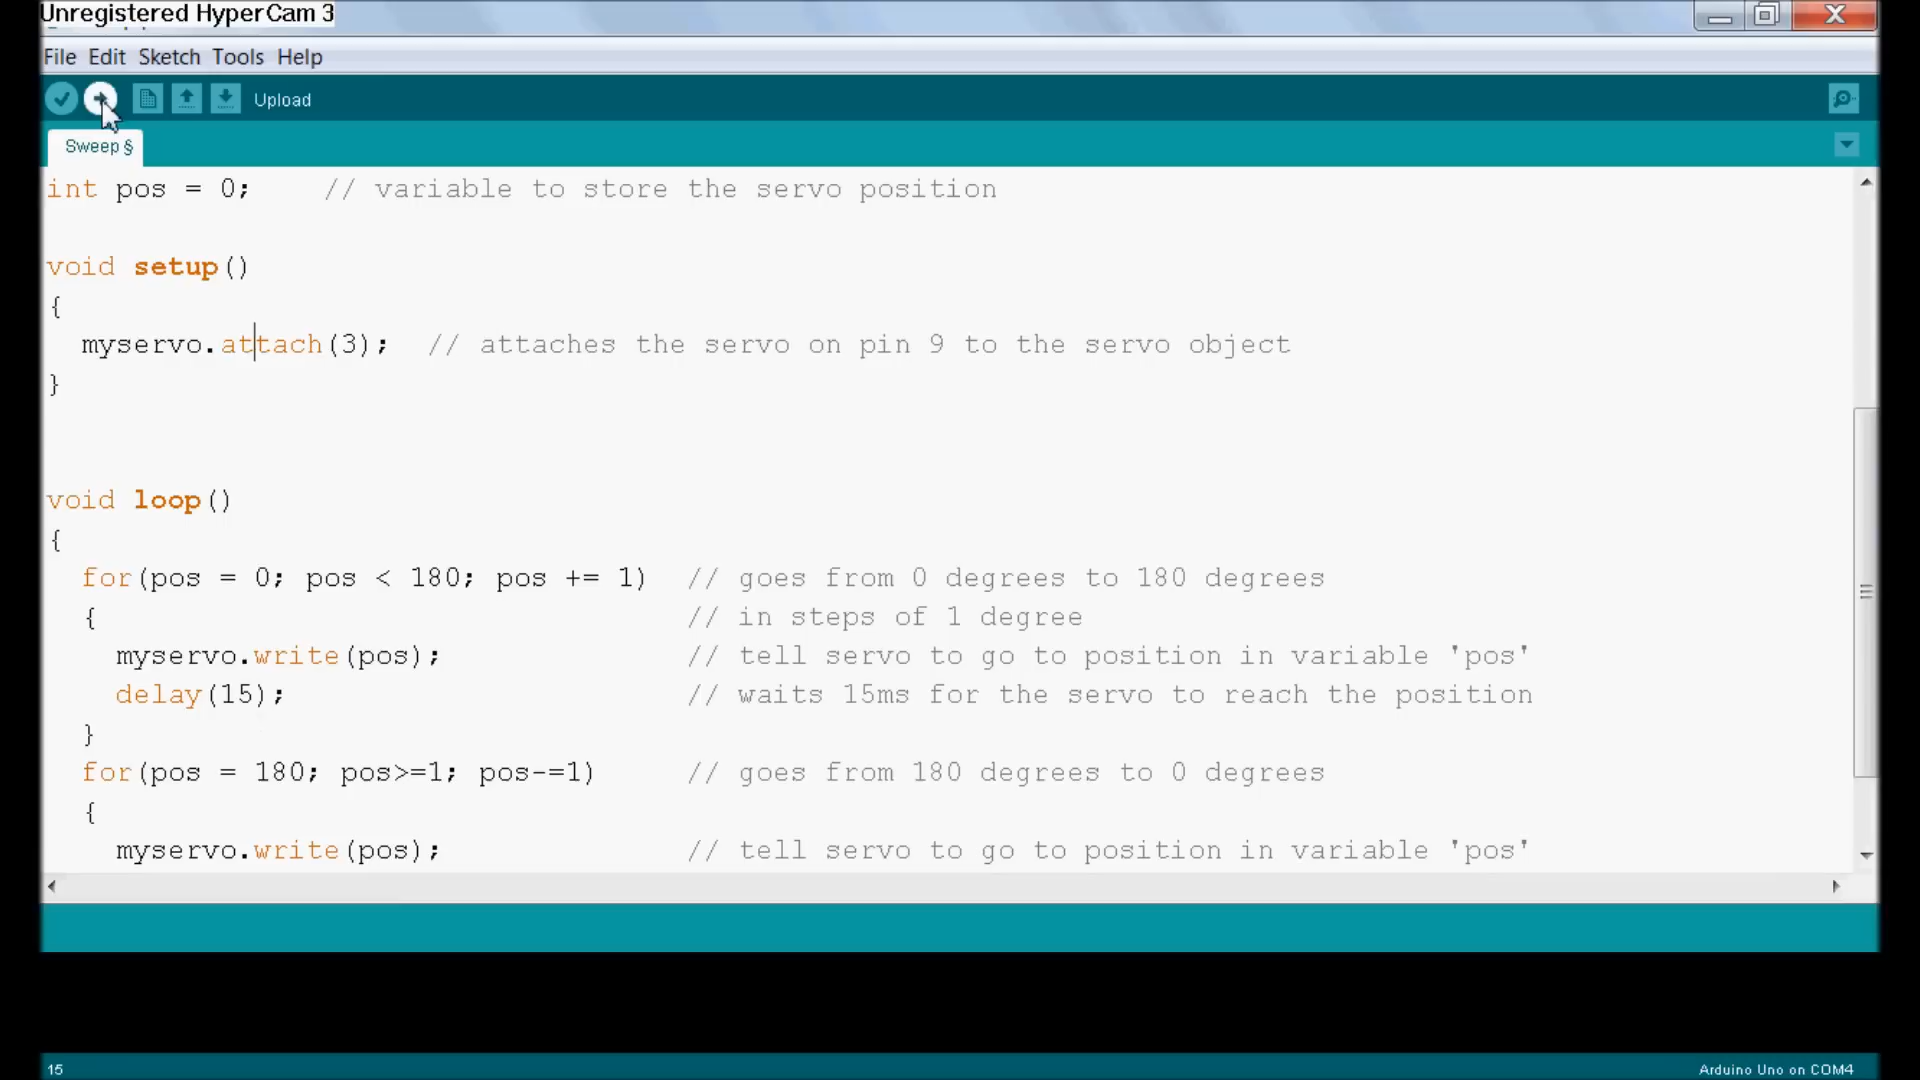 Unregistered HyperCam 3
File Edit Sketch Tools Help
Upload
Sweep §
int pos = 0;    // variable to store the servo position
void setup()
{
  myservo.attach(3);  // attaches the servo on pin 9 to the servo object
}
void loop()
{
  for(pos = 0; pos < 180; pos += 1)  // goes from 0 degrees to 180 degrees
  {                                  // in steps of 1 degree
    myservo.write(pos);              // tell servo to go to position in variable 'pos'
    delay(15);                       // waits 15ms for the servo to reach the position
  }
  for(pos = 180; pos>=1; pos-=1)     // goes from 180 degrees to 0 degrees
  {
    myservo.write(pos);              // tell servo to go to position in variable 'pos'
15
Arduino Uno on COM4